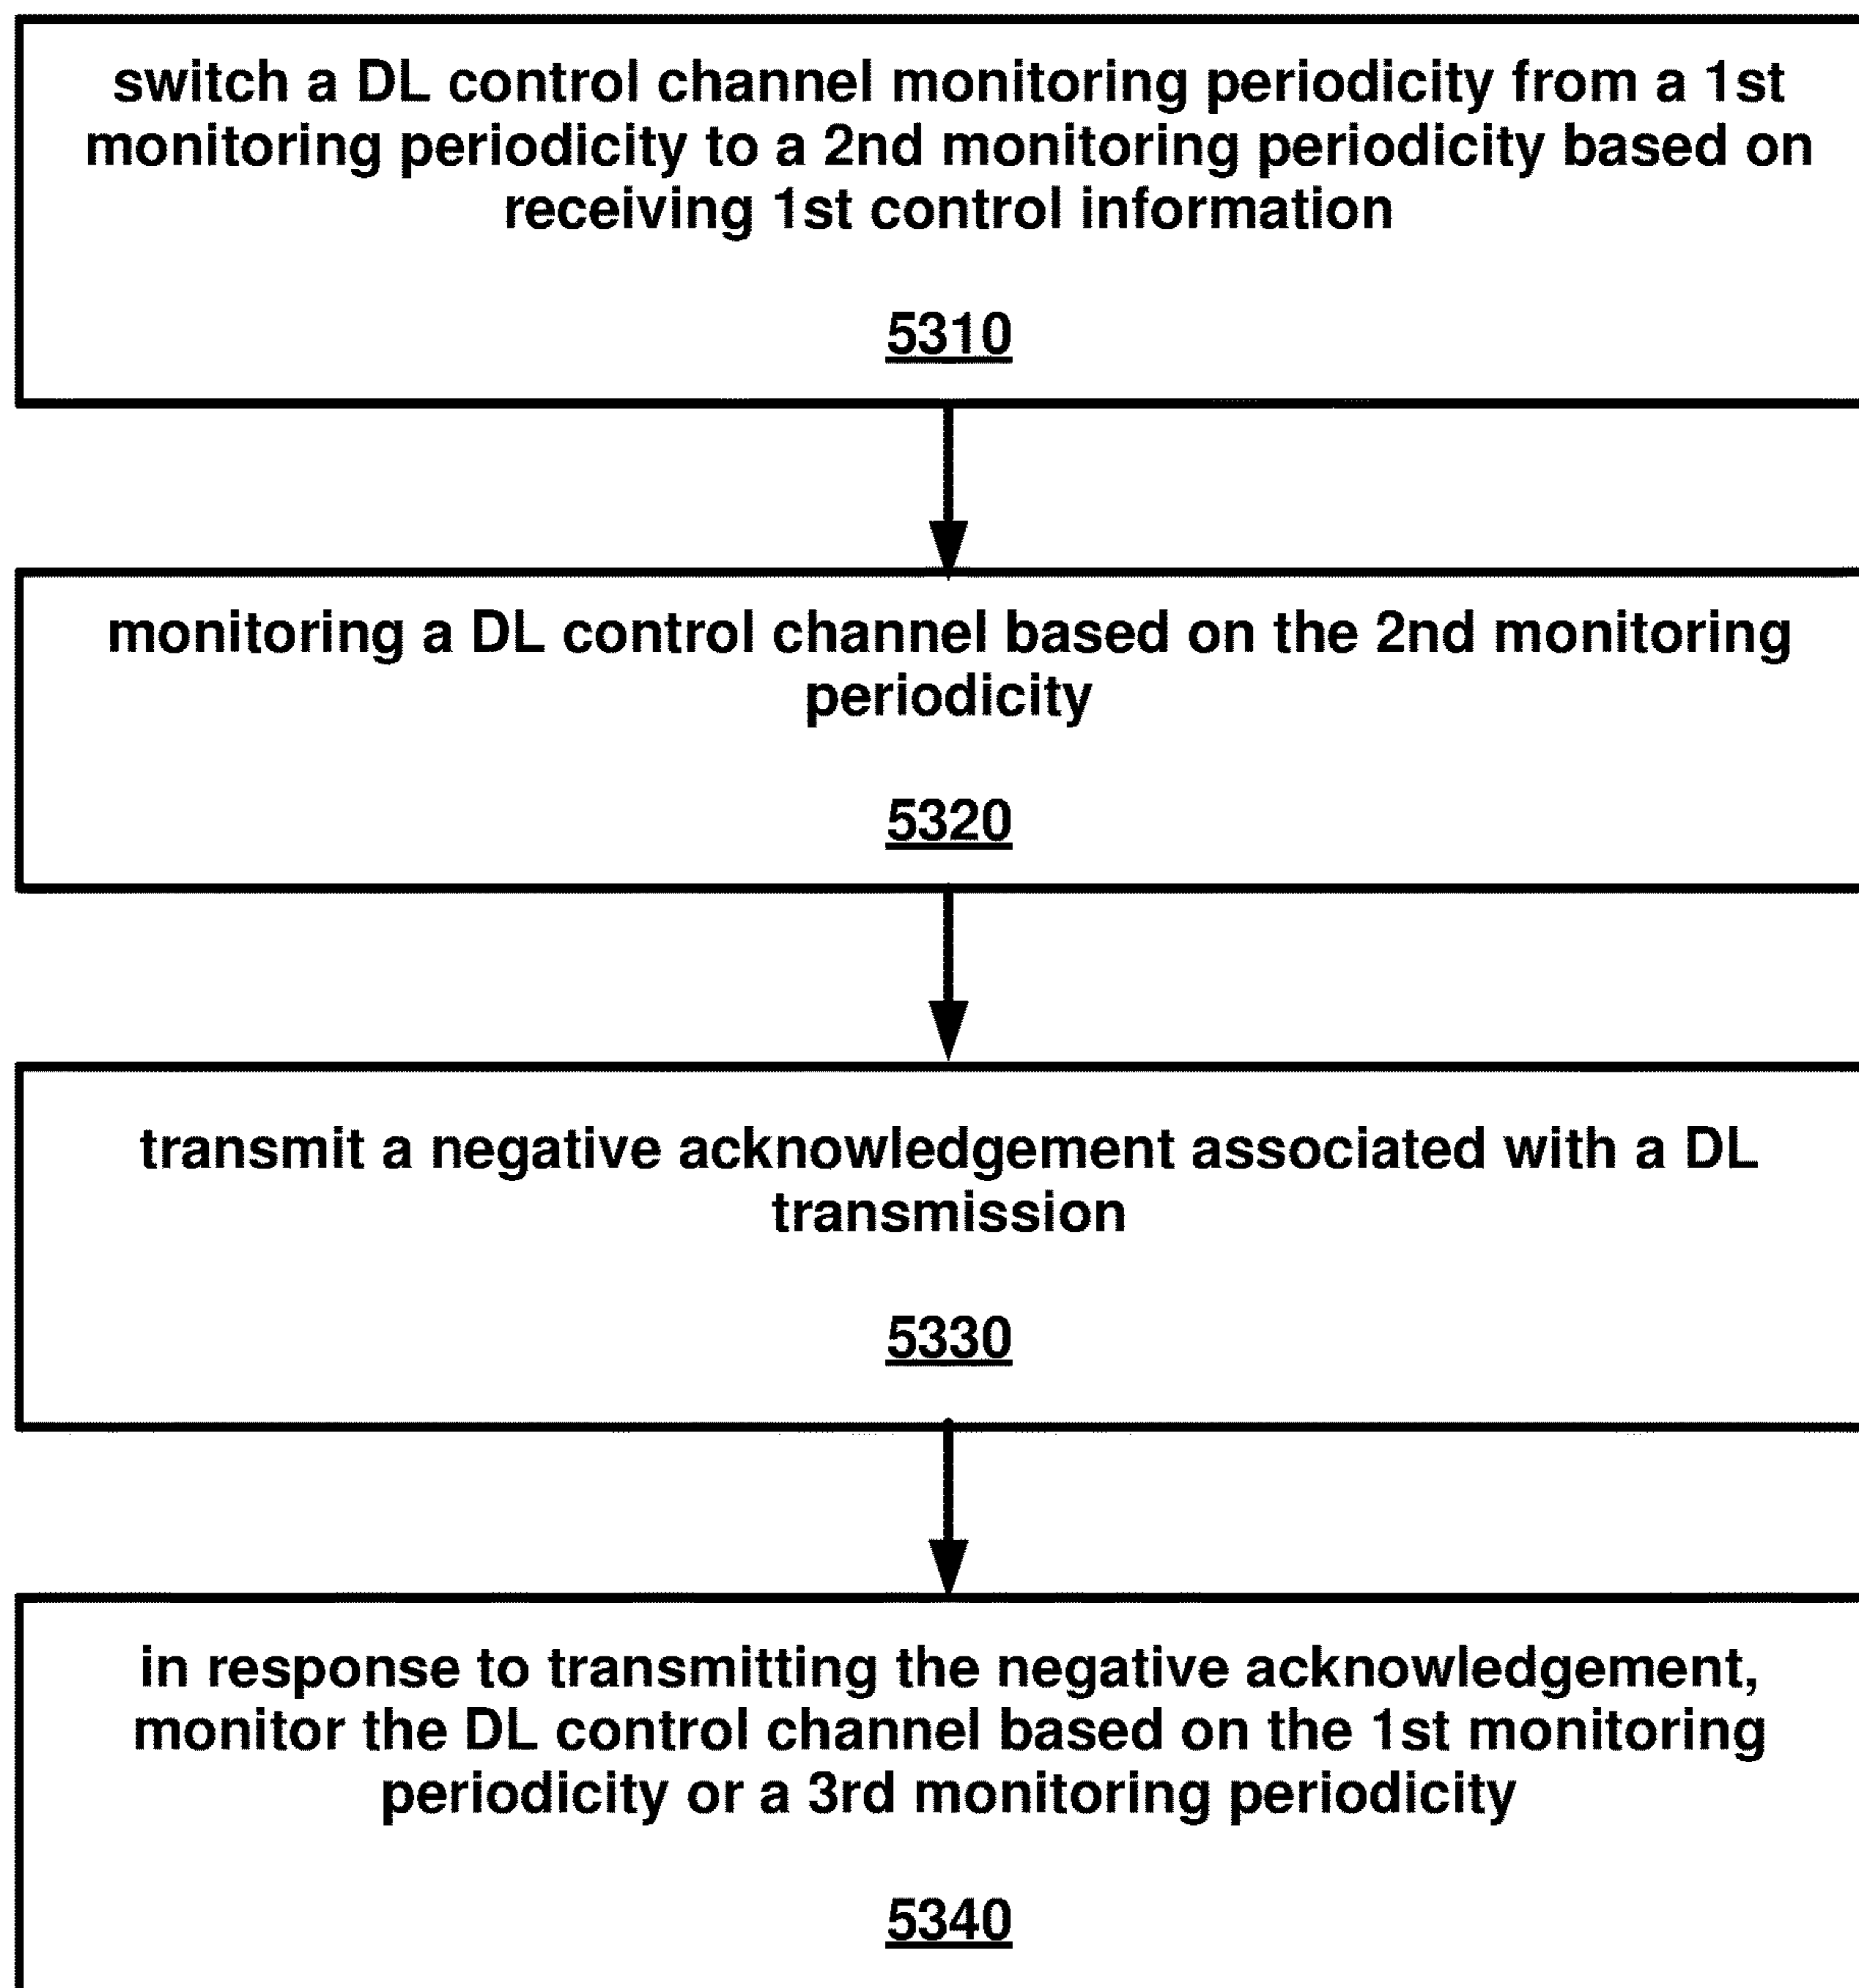 switch a DL control channel monitoring periodicity from a 1st
monitoring periodicity to a 2nd monitoring periodicity based on
receiving 1st control information
5310
monitoring a DL control channel based on the 2nd monitoring
periodicity
5320
transmit a negative acknowledgement associated with a DL
transmission
5330
in response to transmitting the negative acknowledgement,
monitor the DL control channel based on the 1st monitoring
periodicity or a 3rd monitoring periodicity
5340